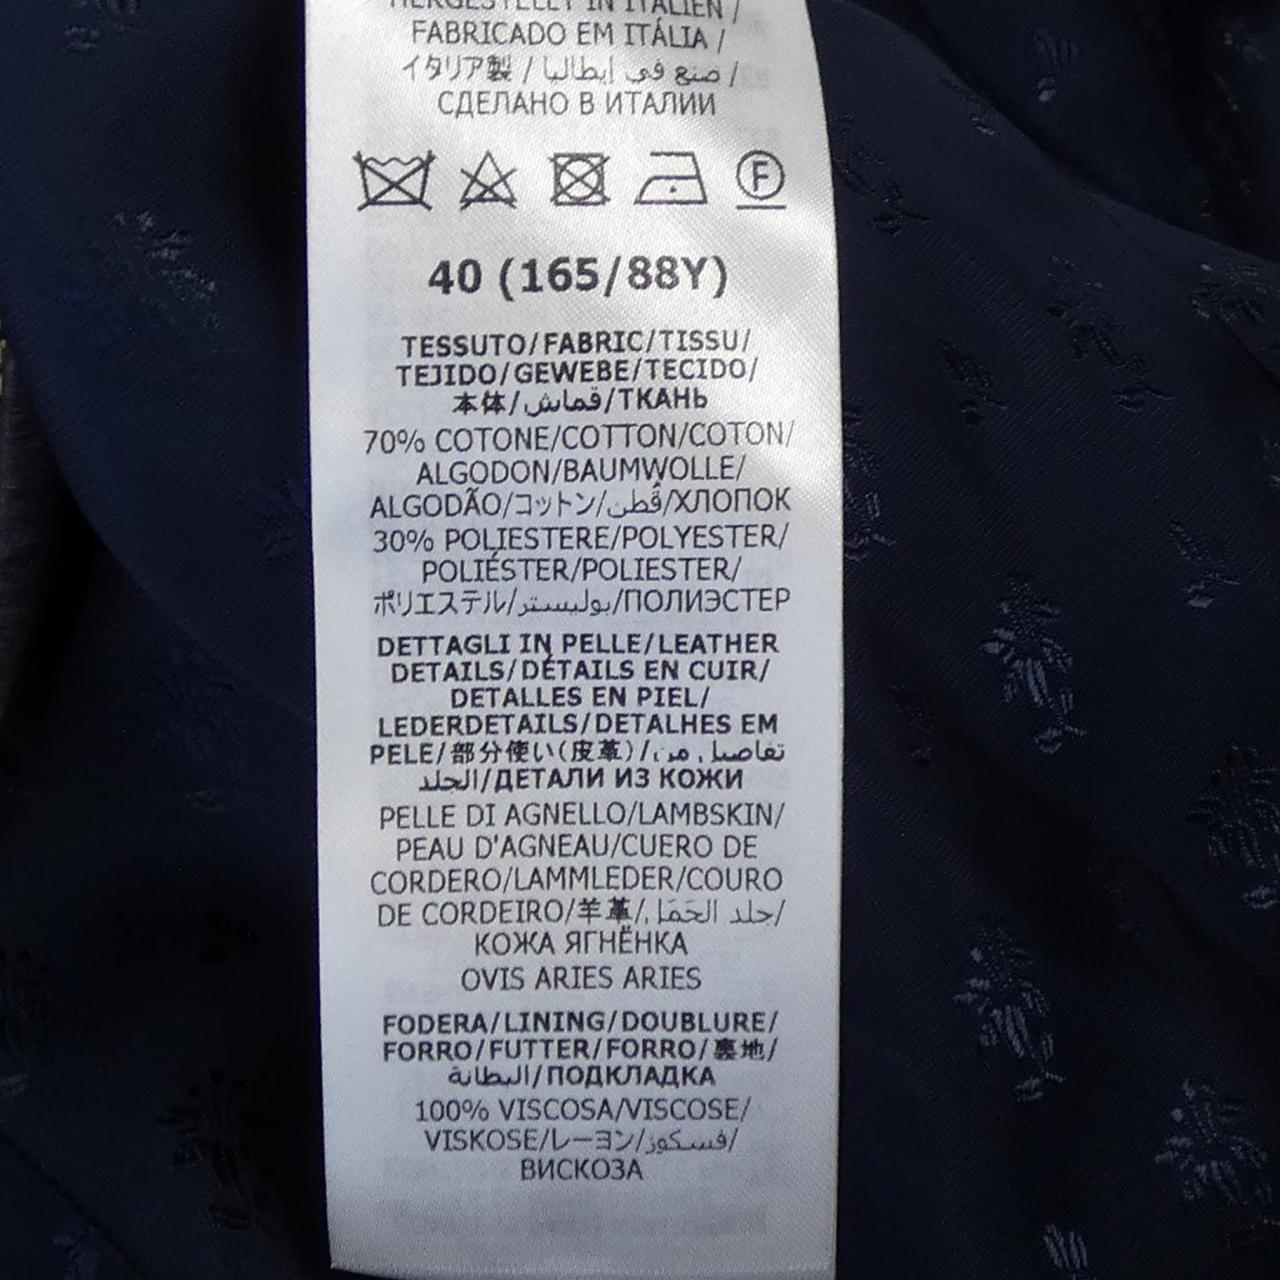 HERGESTELLT IN ITALIEN /
FABRICADO EM ITÁLIA /
イタリア製 / صنع في إيطاليا /
СДЕЛАНО В ИТАЛИИ
F
40 (165/88Y)
TESSUTO/FABRIC/TISSU/
TEJIDO/GEWEBE/TECIDO/
本体/قماش/ТКАНЬ
70% COTONE/COTTON/COTON/
ALGODON/BAUMWOLLE/
ALGODÃO/コットン/قُطن/ХЛОПОК
30% POLIESTERE/POLYESTER/
POLIÉSTER/POLIESTER/
ポリエステル/بوليستر/ПОЛИЭСТЕР
DETTAGLI IN PELLE/LEATHER
DETAILS/DÉTAILS EN CUIR/
DETALLES EN PIEL/
LEDERDETAILS/DETALHES EM
PELE/部分使い(皮革)/تفاصيل من
الجلد/ДЕТАЛИ ИЗ КОЖИ
PELLE DI AGNELLO/LAMBSKIN/
PEAU D'AGNEAU/CUERO DE
CORDERO/LAMMLEDER/COURO
DE CORDEIRO/羊革/جلد الحَمَل/
КОЖА ЯГНЁНКА
OVIS ARIES ARIES
FODERA/LINING/DOUBLURE/
FORRO/FUTTER/FORRO/裏地/
البطانة/ПОДКЛАДКА
100% VISCOSA/VISCOSE/
VISKOSE/レーヨン/فسكوز/
ВИСКОЗА